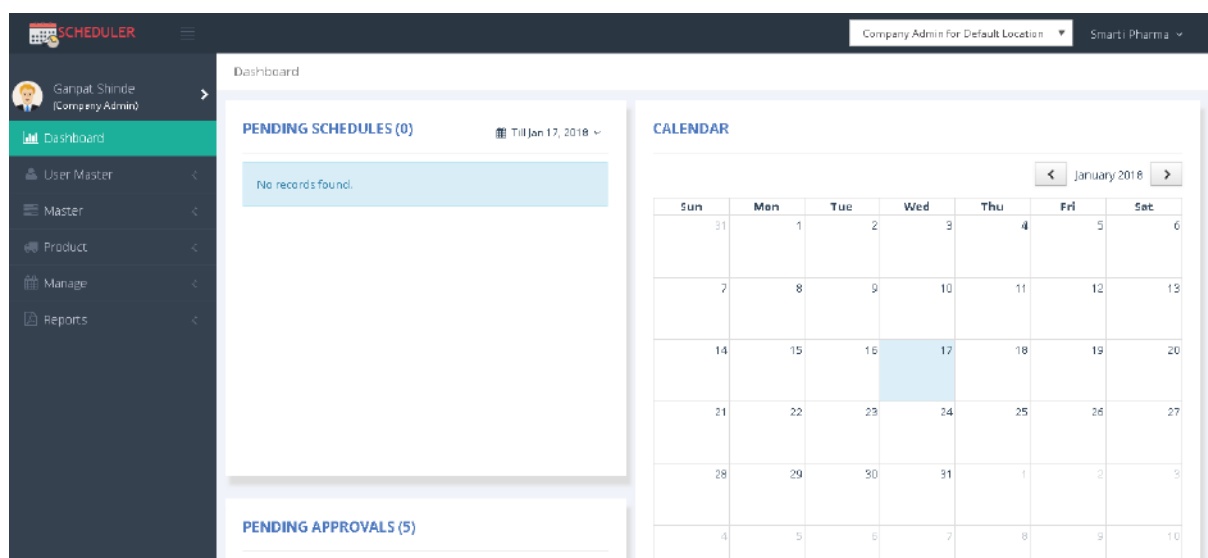 SCHEDULER
Company Admin for Default Location
Smarti Pharma
Ganpat Shinde
(Company Admin)
Dashboard
User Master
Master
Product
Manage
Reports
Dashboard
PENDING SCHEDULES (0)
Till Jan 17, 2018
No records found.
PENDING APPROVALS (5)
CALENDAR
January 2018
Sun Mon Tue Wed Thu Fri Sat
31 1 2 3 4 5 6
7 8 9 10 11 12 13
14 15 16 17 18 19 20
21 22 23 24 25 26 27
28 29 30 31 1 2 3
4 5 6 7 8 9 10